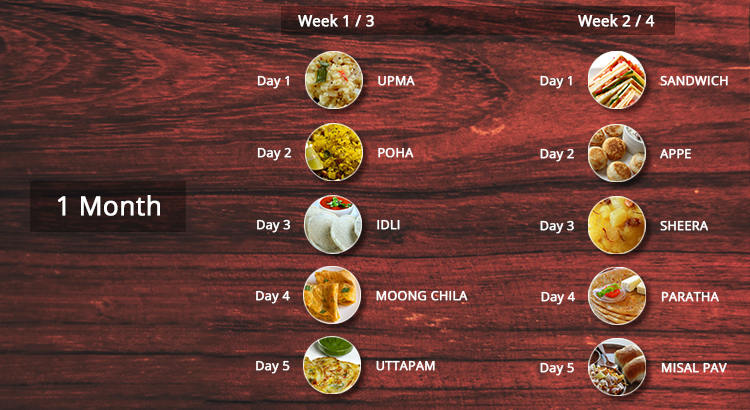 Week 1 / 3
Week 2 / 4
Day 1 UPMA
Day 1 SANDWICH
Day 2 POHA
Day 2 APPE
1 Month
Day 3 IDLI
Day 3 SHEERA
Day 4 MOONG CHILA
Day 4 PARATHA
Day 5 UTTAPAM
Day 5 MISAL PAV